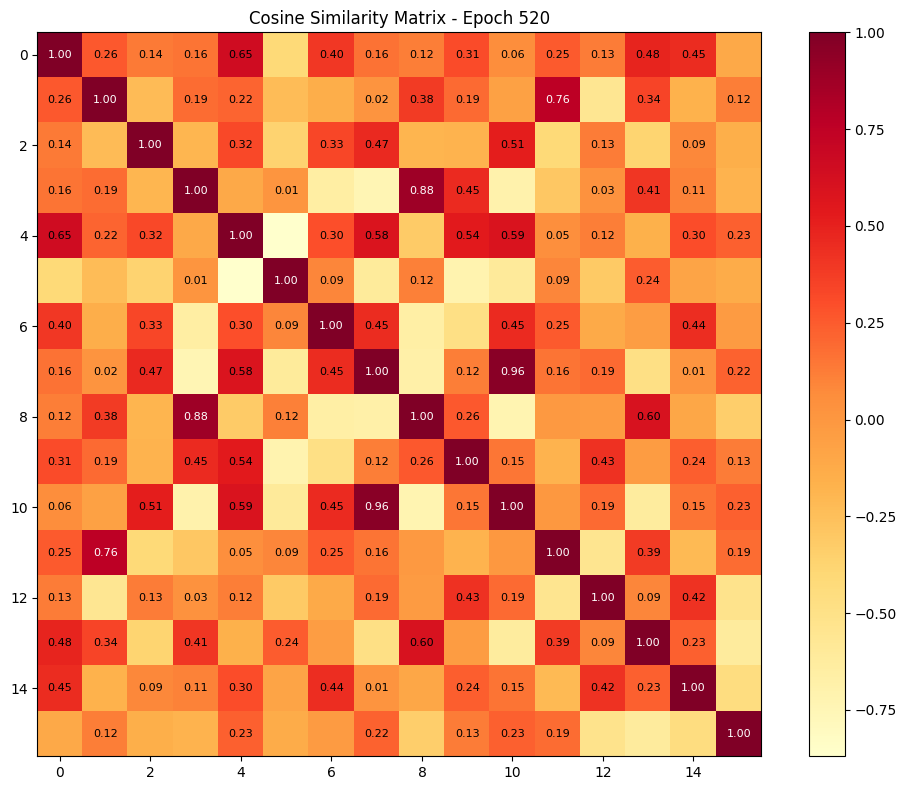 Cosine Similarity Matrix - Epoch 520
0 1.00 0.26 0.14 0.16 0.65 0.40 0.16 0.12 0.31 0.06 0.25 0.13 0.48 0.45
0.26 1.00 0.19 0.22 0.02 0.38 0.19 0.76 0.34 0.12
2 0.14 1.00 0.32 0.33 0.47 0.51 0.13 0.09
0.16 0.19 1.00 0.01 0.88 0.45 0.03 0.41 0.11
4 0.65 0.22 0.32 1.00 0.30 0.58 0.54 0.59 0.05 0.12 0.30 0.23
0.01 1.00 0.09 0.12 0.09 0.24
6 0.40 0.33 0.30 0.09 1.00 0.45 0.45 0.25 0.44
0.16 0.02 0.47 0.58 0.45 1.00 0.12 0.96 0.16 0.19 0.01 0.22
8 0.12 0.38 0.88 0.12 1.00 0.26 0.60
0.31 0.19 0.45 0.54 0.12 0.26 1.00 0.15 0.43 0.24 0.13
10 0.06 0.51 0.59 0.45 0.96 0.15 1.00 0.19 0.15 0.23
0.25 0.76 0.05 0.09 0.25 0.16 1.00 0.39 0.19
12 0.13 0.13 0.03 0.12 0.19 0.43 0.19 1.00 0.09 0.42
0.48 0.34 0.41 0.24 0.60 0.39 0.09 1.00 0.23
14 0.45 0.09 0.11 0.30 0.44 0.01 0.24 0.15 0.42 0.23 1.00
0.12 0.23 0.22 0.13 0.23 0.19 1.00
0 2 4 6 8 10 12 14
1.00
0.75
0.50
0.25
0.00
−0.25
−0.50
−0.75